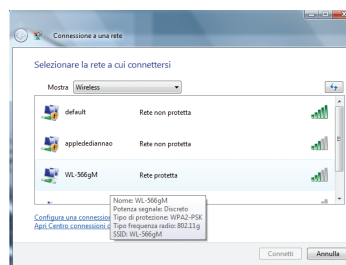 Connessione a una rete
Selezionare la rete a cui connettersi
Mostra Wireless
default Rete non protetta
applediannao Rete non protetta
WL-566gM Rete protetta
Nome: WL-566gM
Potenza segnale: Discreto
Tipo di protezione: WPA2-PSK
Tipo frequenza radio: 802.11g
SSID: WL-566gM
Configura una connession
Apri Centro connessioni d
Connetti Annulla